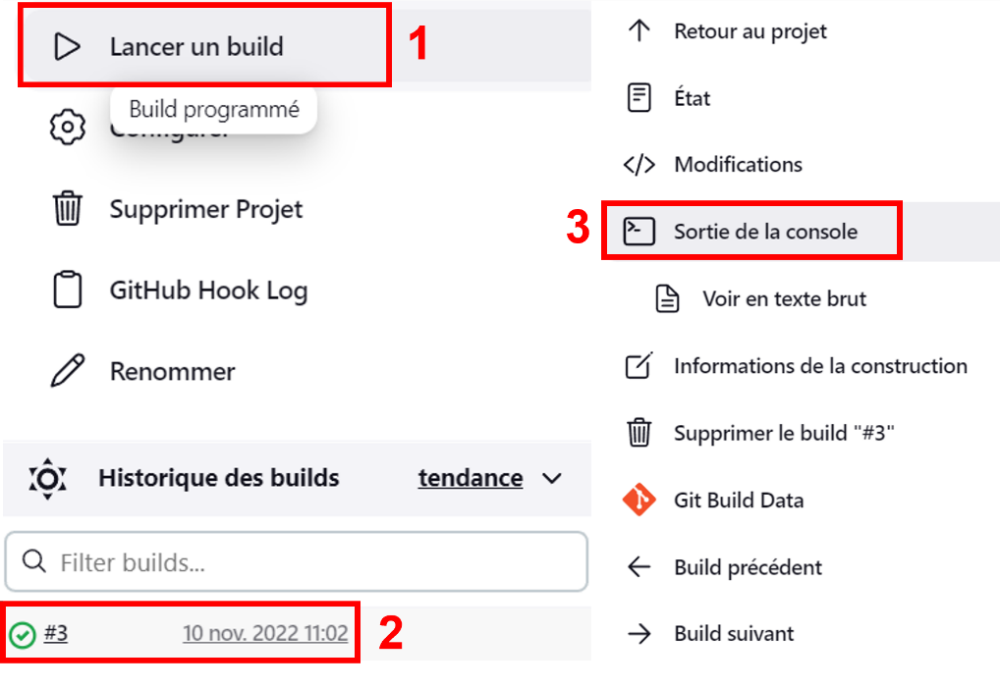 Lancer un build
1
Build programmé
Configurer
Supprimer Projet
GitHub Hook Log
Renommer
Historique des builds tendance
Filter builds...
#3 10 nov. 2022 11:02
2
Retour au projet
État
Modifications
3
Sortie de la console
Voir en texte brut
Informations de la construction
Supprimer le build "#3"
Git Build Data
Build précédent
Build suivant